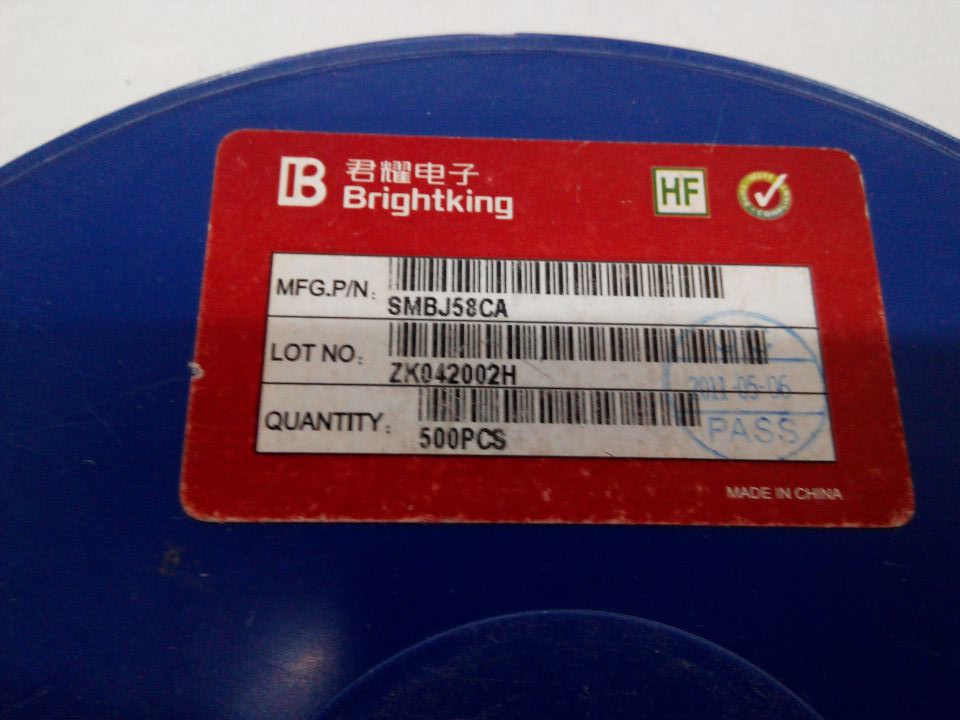 B 君耀电子
Brightking
HF
MFG.P/N:
SMBJ58CA
LOT NO:
ZK042002H
QUANTITY:
500PCS
2011-05-06
PASS
MADE IN CHINA